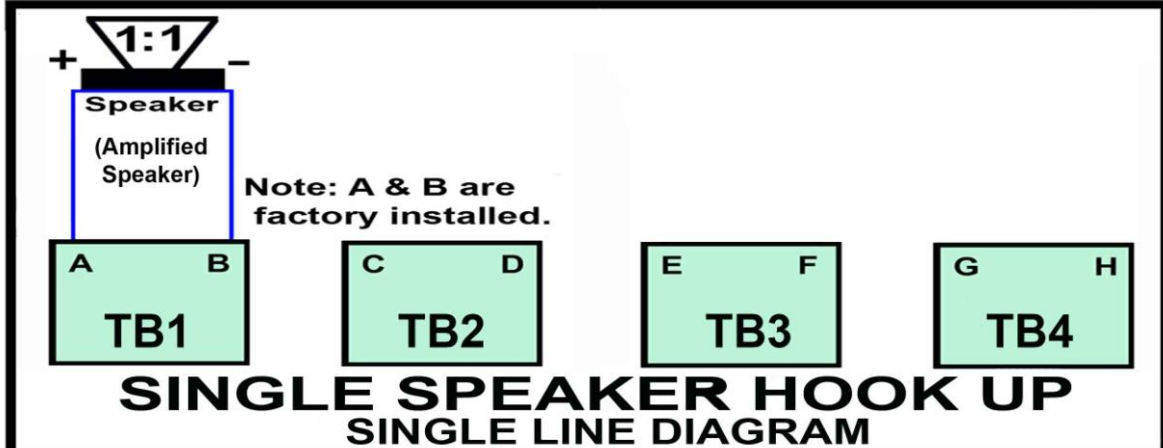 1:1
+ −
Speaker
(Amplified
Speaker)
Note: A & B are
factory installed.
A B C D E F G H
TB1 TB2 TB3 TB4
SINGLE SPEAKER HOOK UP
SINGLE LINE DIAGRAM